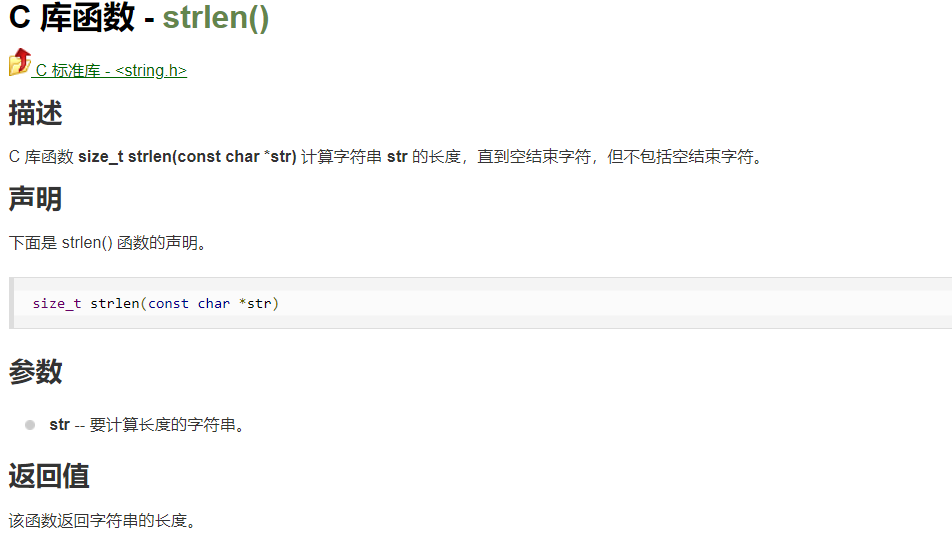 C 库函数 - strlen()
C 标准库 - <string.h>
描述
C 库函数 size_t strlen(const char *str) 计算字符串 str 的长度，直到空结束字符，但不包括空结束字符。
声明
下面是 strlen() 函数的声明。
size_t strlen(const char *str)
参数
str -- 要计算长度的字符串。
返回值
该函数返回字符串的长度。